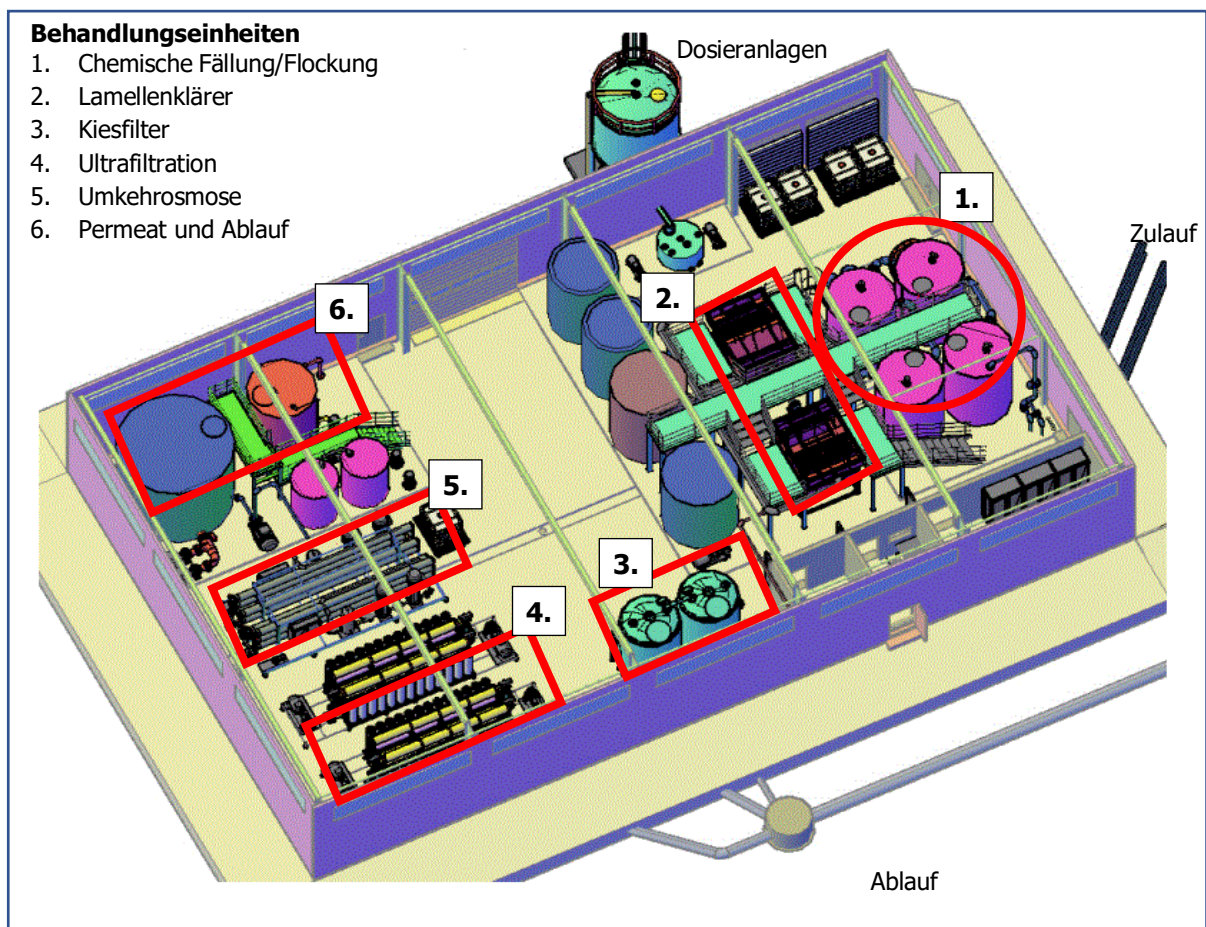 Behandlungseinheiten
1. Chemische Fällung/Flockung
2. Lamellenklärer
3. Kiesfilter
4. Ultrafiltration
5. Umkehrosmose
6. Permeat und Ablauf
Dosieranlagen
1.
Zulauf
2.
6.
5.
3.
4.
Ablauf